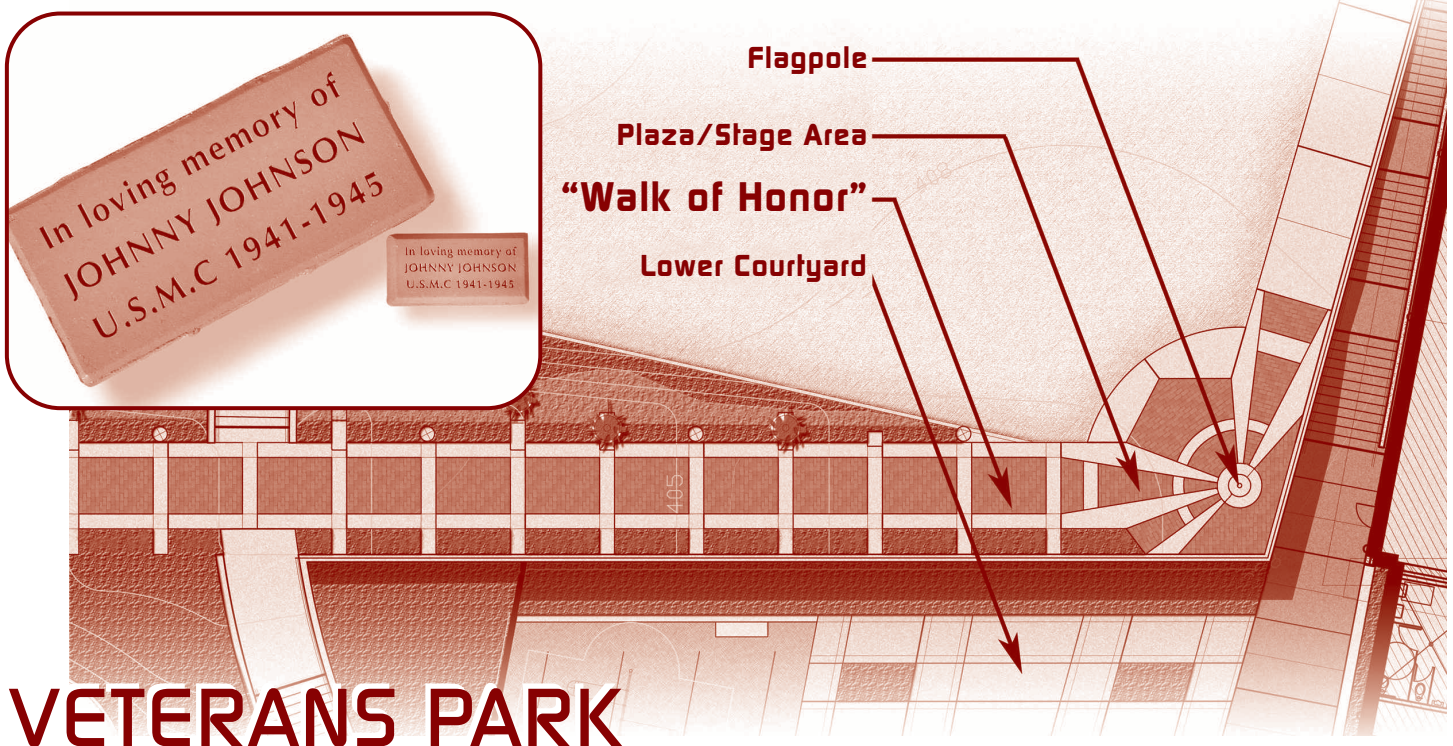 In loving memory of
JOHNNY JOHNSON
U.S.M.C 1941-1945
In loving memory of
JOHNNY JOHNSON
U.S.M.C 1941-1945
Flagpole
Plaza/Stage Area
“Walk of Honor”
Lower Courtyard
408
405
VETERANS PARK